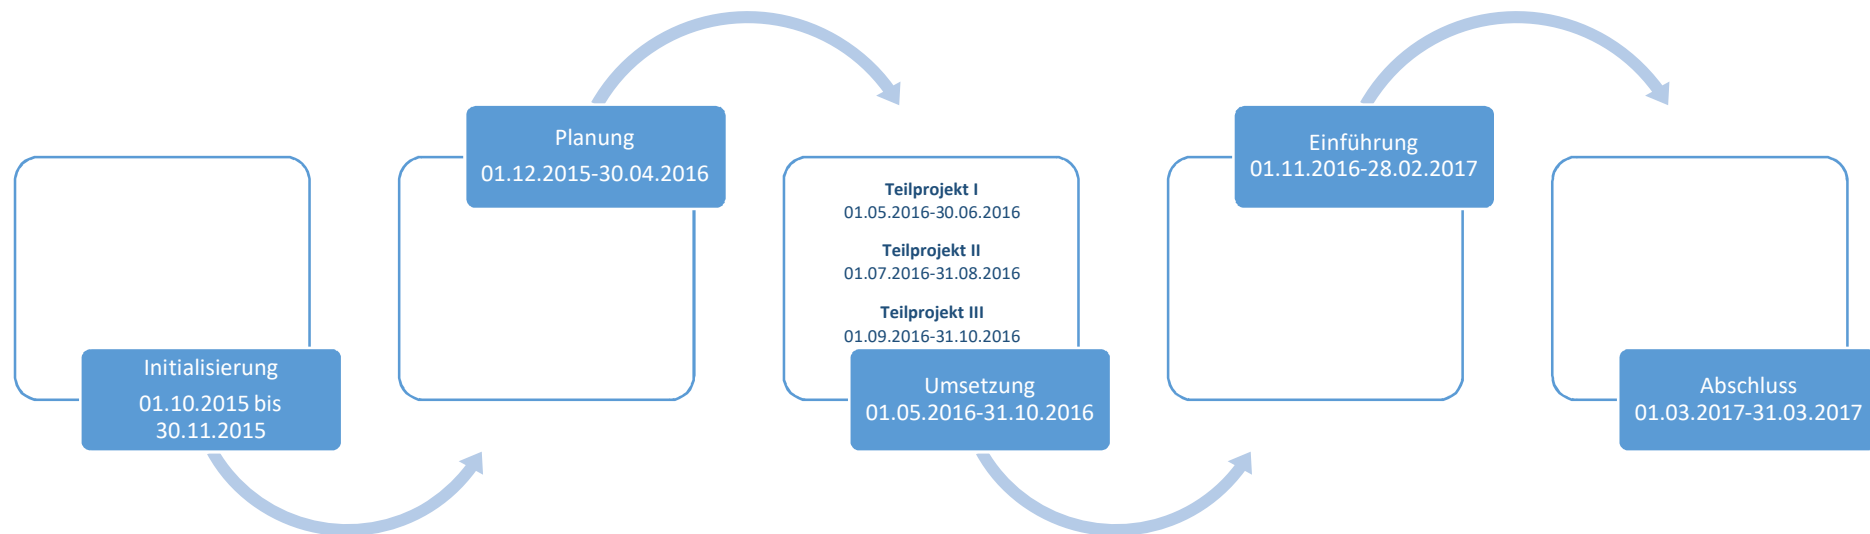 Initialisierung
01.10.2015 bis
30.11.2015
Planung
01.12.2015-30.04.2016
Teilprojekt I
01.05.2016-30.06.2016
Teilprojekt II
01.07.2016-31.08.2016
Teilprojekt III
01.09.2016-31.10.2016
Umsetzung
01.05.2016-31.10.2016
Einführung
01.11.2016-28.02.2017
Abschluss
01.03.2017-31.03.2017